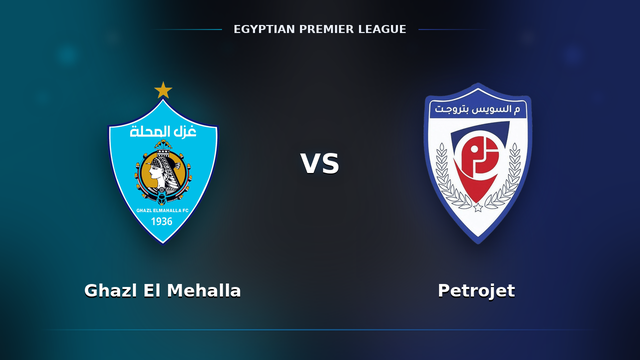 EGYPTIAN PREMIER LEAGUE
غزل المحلة
GHAZL ELMAHALLA FC
1936
VS
م السويس بتروجت
Ghazl El Mehalla
Petrojet